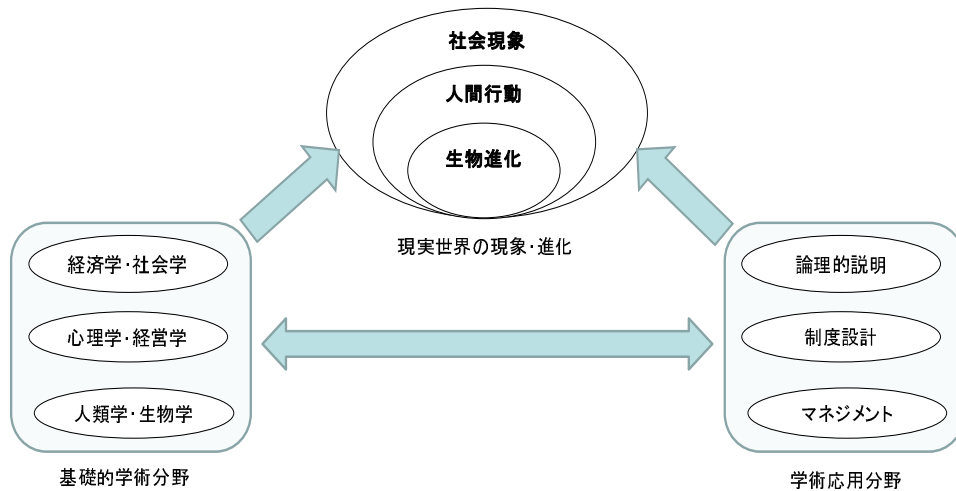 社会現象
人間行動
生物進化
現実世界の現象・進化
経済学・社会学
心理学・経営学
人類学・生物学
基礎的学術分野
論理的説明
制度設計
マネジメント
学術応用分野